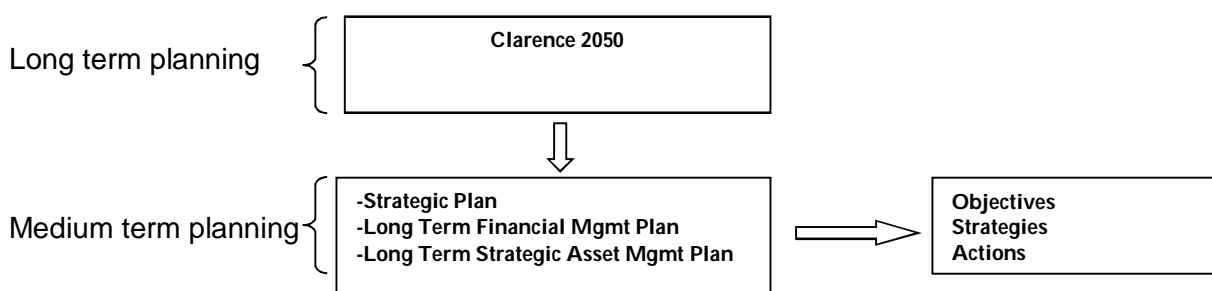 Clarence 2050
Long term planning
-Strategic Plan
-Long Term Financial Mgmt Plan
-Long Term Strategic Asset Mgmt Plan
Medium term planning
Objectives
Strategies
Actions